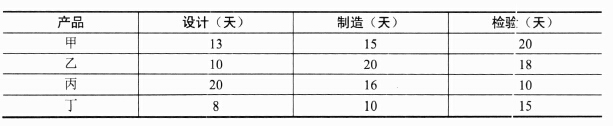 产品 设计（天） 制造（天） 检验（天）
甲 13 15 20
乙 10 20 18
丙 20 16 10
丁 8 10 15